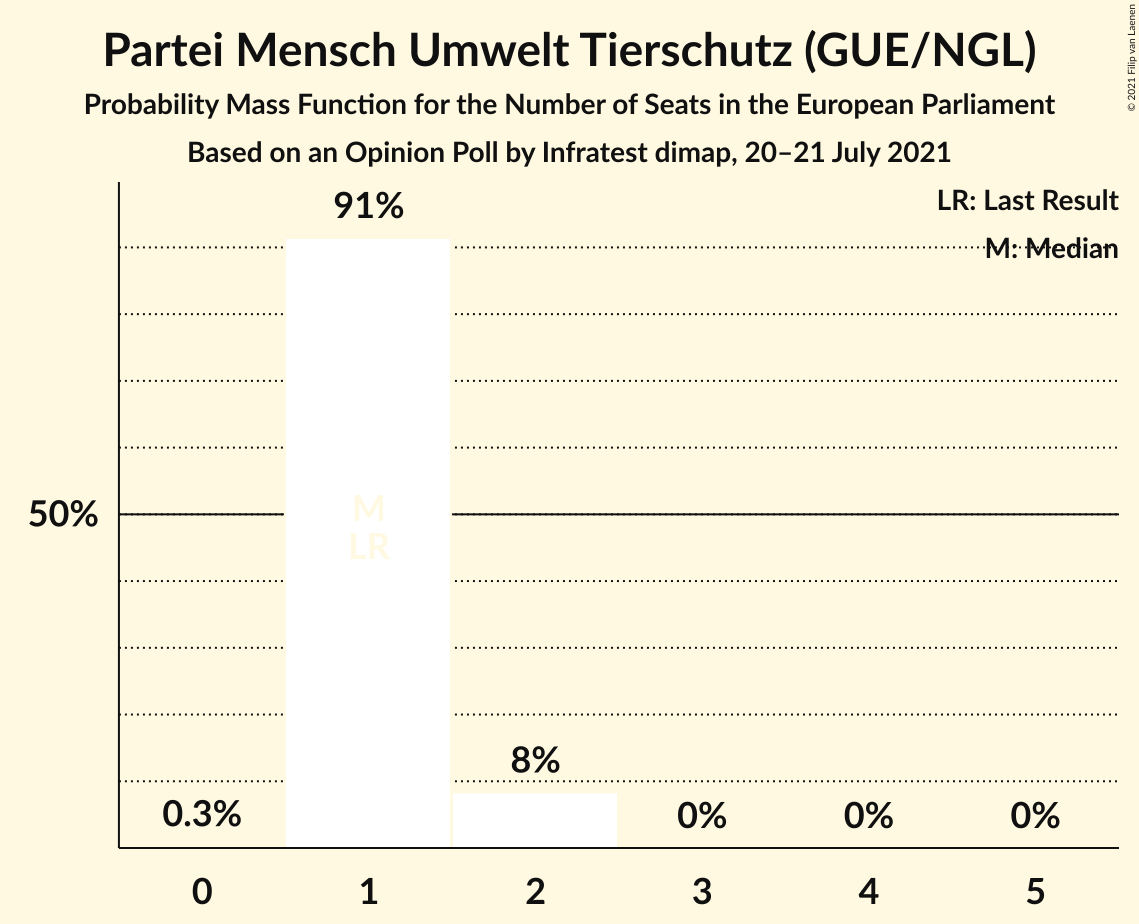 Partei Mensch Umwelt Tierschutz (GUE/NGL)
Probability Mass Function for the Number of Seats in the European Parliament
Based on an Opinion Poll by Infratest dimap, 20–21 July 2021
© 2021 Filip van Laenen
LR: Last Result
M: Median
91%
50%
M
LR
8%
0.3%
0%
0%
0%
0
1
2
3
4
5